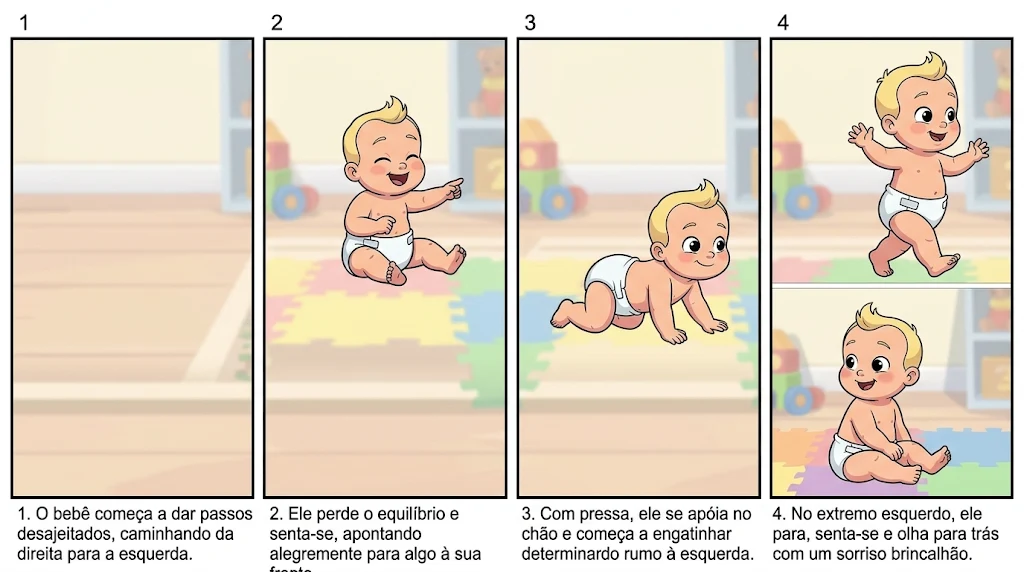 1
2
3
4
1. O bebê começa a dar passos
desajeitados, caminhando da
direita para a esquerda.
2. Ele perde o equilíbrio e
senta-se, apontando
alegremente para algo à sua
3. Com pressa, ele se apóia no
chão e começa a engatinhar
determinardo rumo à esquerda.
4. No extremo esquerdo, ele
para, senta-se e olha para trás
com um sorriso brincalhão.